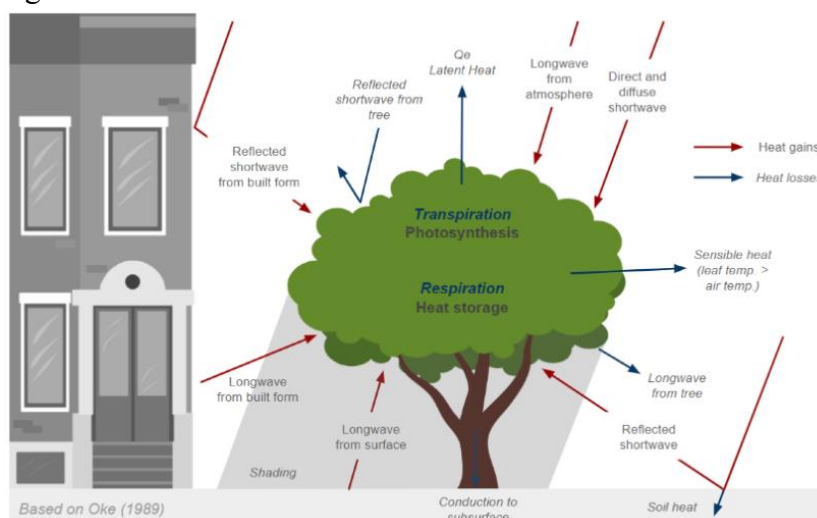 Qe
Latent Heat
Reflected
shortwave from
tree
Longwave
from
atmosphere
Direct and
diffuse
shortwave
Heat gains
Heat losses
Reflected
shortwave
from built form
Transpiration
Photosynthesis
Sensible heat
(leaf temp. >
air temp.)
Respiration
Heat storage
Longwave
from built form
Longwave
from tree
Longwave
from surface
Reflected
shortwave
Shading
Based on Oke (1989)
Conduction to
subsurface
Soil heat